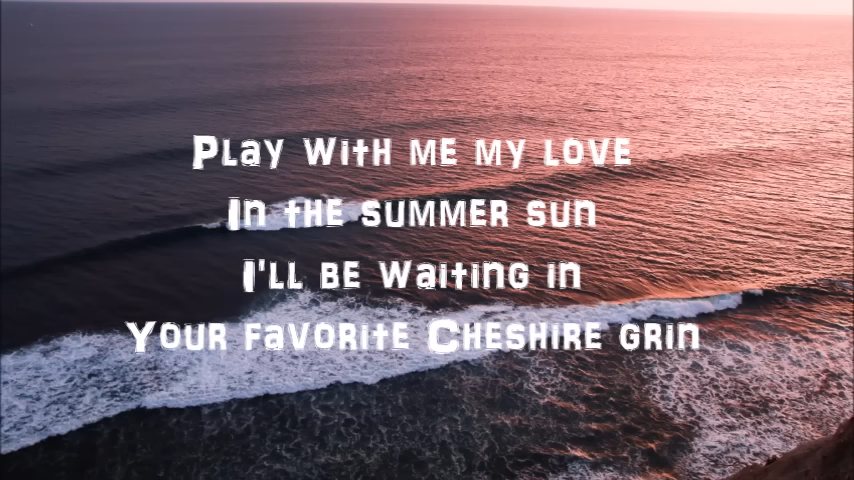 Play with me my love
In the summer sun
I'll be waiting in
Your favorite Cheshire grin